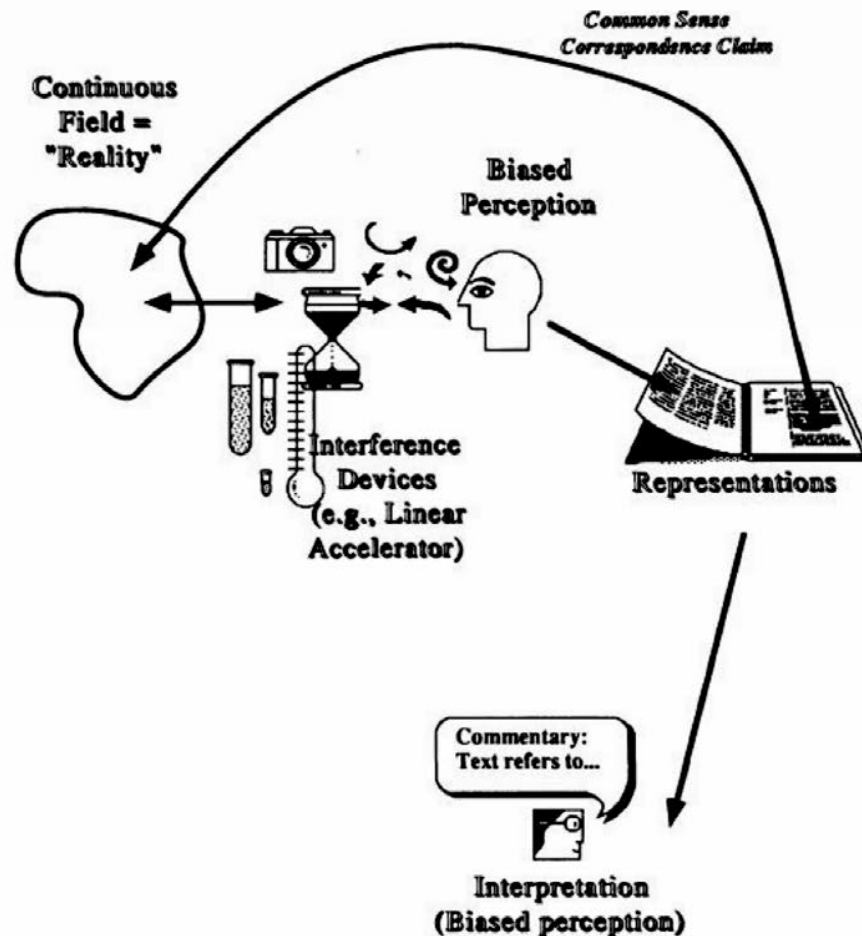 Common Sense
Correspondence Claim
Continuous
Field =
"Reality"
Biased
Perception
Interference
Devices
(e.g., Linear
Accelerator)
Representations
Commentary:
Text refers to...
Interpretation
(Biased perception)